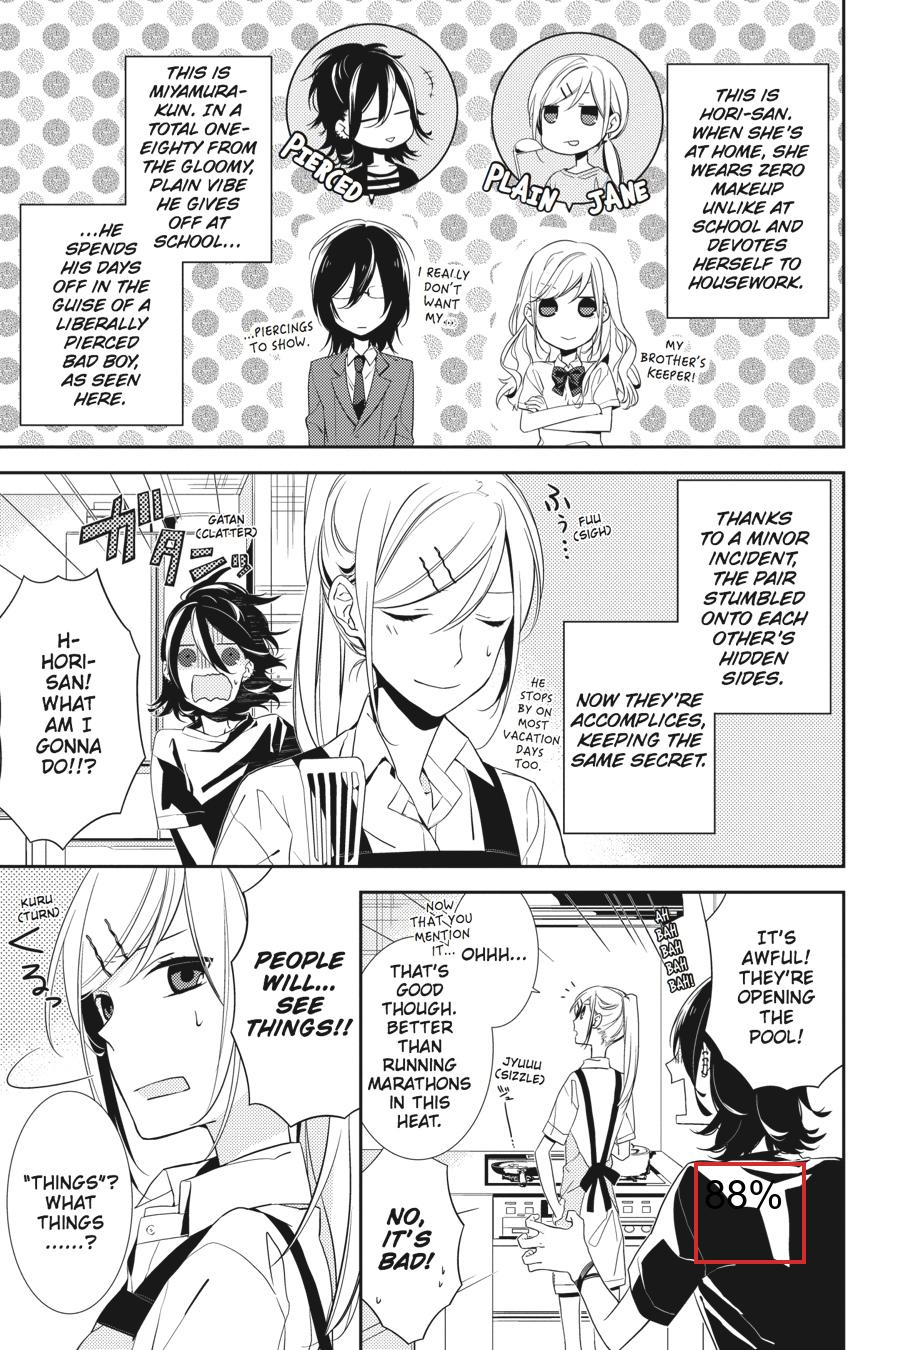 THIS IS
HORI-SAN.
WHEN SHE'S
AT HOME, SHE
WEARS ZERO
MAKEUP
UNLIKE AT
SCHOOL AND
DEVOTES
HERSELF TO
HOUSEWORK.
PLAIN JANE
MY
BROTHER'S
KEEPER!
PIERCED
I REALLY
DON'T
WANT
MY...
...PIERCINGS
TO SHOW.
THIS IS
MIYAMURA-
KUN. IN A
TOTAL ONE-
EIGHTY FROM
THE GLOOMY,
PLAIN VIBE
HE GIVES
OFF AT
SCHOOL...
...HE
SPENDS
HIS DAYS
OFF IN THE
GUISE OF A
LIBERALLY
PIERCED
BAD BOY,
AS SEEN
HERE.
THANKS
TO A MINOR
INCIDENT,
THE PAIR
STUMBLED
ONTO EACH
OTHER'S
HIDDEN
SIDES.
NOW THEY'RE
ACCOMPLICES,
KEEPING THE
SAME SECRET.
ふぅ…
FUU
(SIGH)
HE
STOPS
BY ON
MOST
VACATION
DAYS
TOO.
ガタンッ
GATAN
(CLATTER)
H-
HORI-
SAN!
WHAT
AM I
GONNA
DO!!?
IT'S
AWFUL!
THEY'RE
OPENING
THE
POOL!
AH
BAH
BAH
BAH
BAH!
88%
JYUUU
(SIZZLE)
OHHH...
NOW
THAT YOU
MENTION
IT...
THAT'S
GOOD
THOUGH.
BETTER
THAN
RUNNING
MARATHONS
IN THIS
HEAT.
NO,
IT'S
BAD!
PEOPLE
WILL...
SEE
THINGS!!
KURU
(TURN)
くるっ
"THINGS"?
WHAT
THINGS
......?